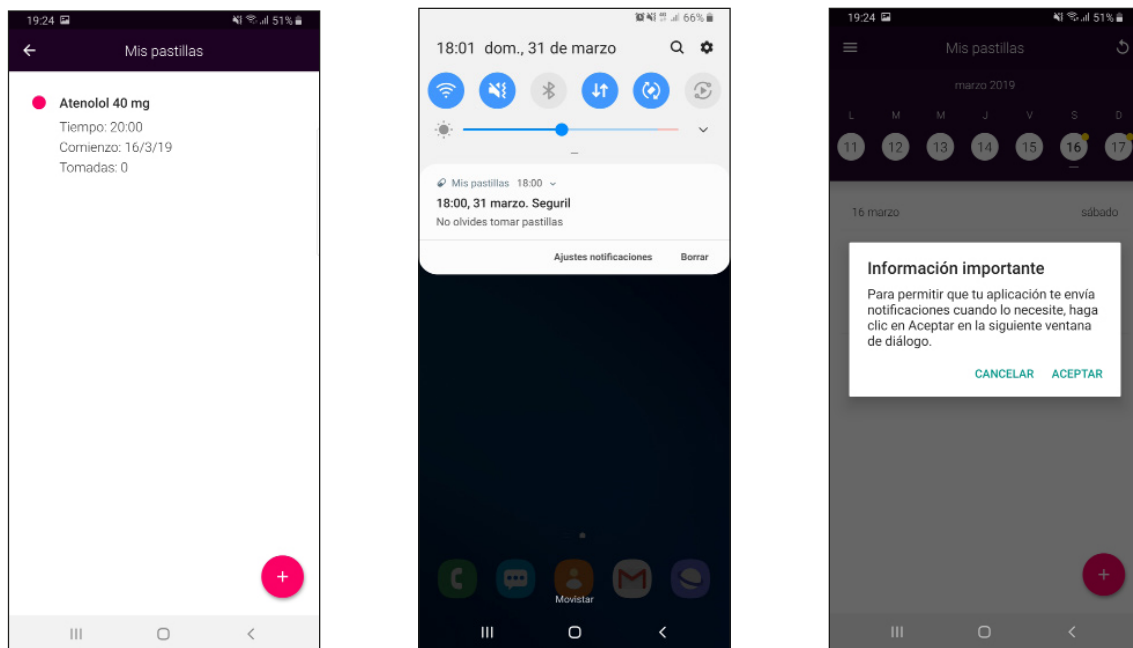 19:24 51%
Mis pastillas
Atenolol 40 mg
Tiempo: 20:00
Comienzo: 16/3/19
Tomadas: 0
+
66%
18:01 dom., 31 de marzo
Mis pastillas 18:00
18:00, 31 marzo. Seguril
No olvides tomar pastillas
Ajustes notificaciones Borrar
Movistar
19:24 51%
Mis pastillas
marzo 2019
L M M J V S D
11 12 13 14 15 16 17
16 marzo sábado
Información importante
Para permitir que tu aplicación te envía
notificaciones cuando lo necesite, haga
clic en Aceptar en la siguiente ventana
de diálogo.
CANCELAR ACEPTAR
+